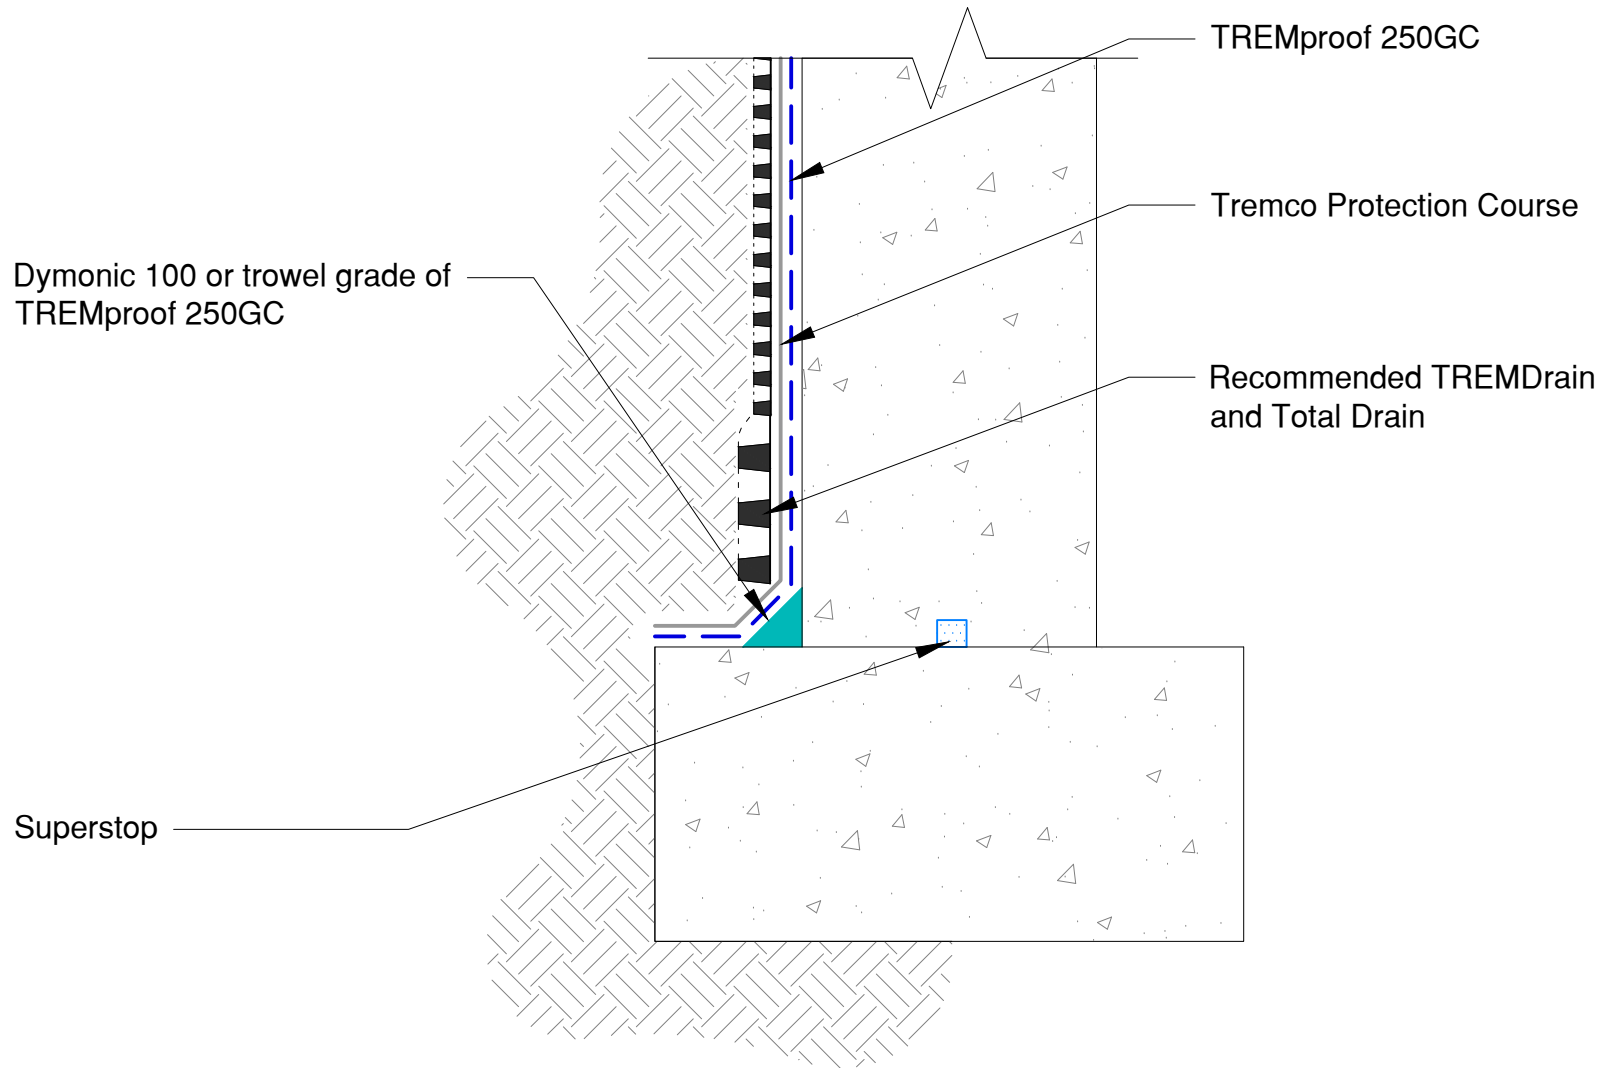 TREMproof 250GC
Tremco Protection Course
Dymonic 100 or trowel grade of
TREMproof 250GC
Recommended TREMDrain
and Total Drain
Superstop